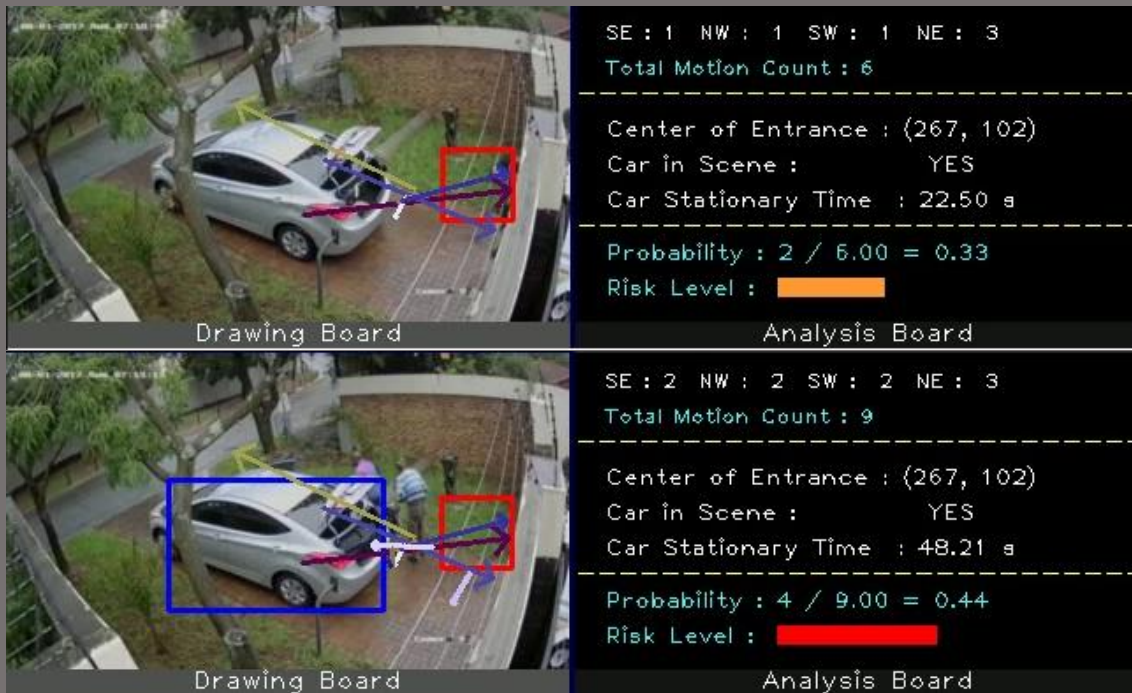 SE : 1 NW : 1 SW : 1 NE : 3
Total Motion Count : 6
Center of Entrance : (267, 102)
Car in Scene : YES
Car Stationary Time : 22.50 s
Probability : 2 / 6.00 = 0.33
Risk Level :
Drawing Board
Analysis Board
SE : 2 NW : 2 SW : 2 NE : 3
Total Motion Count : 9
Center of Entrance : (267, 102)
Car in Scene : YES
Car Stationary Time : 48.21 s
Probability : 4 / 9.00 = 0.44
Risk Level :
Drawing Board
Analysis Board